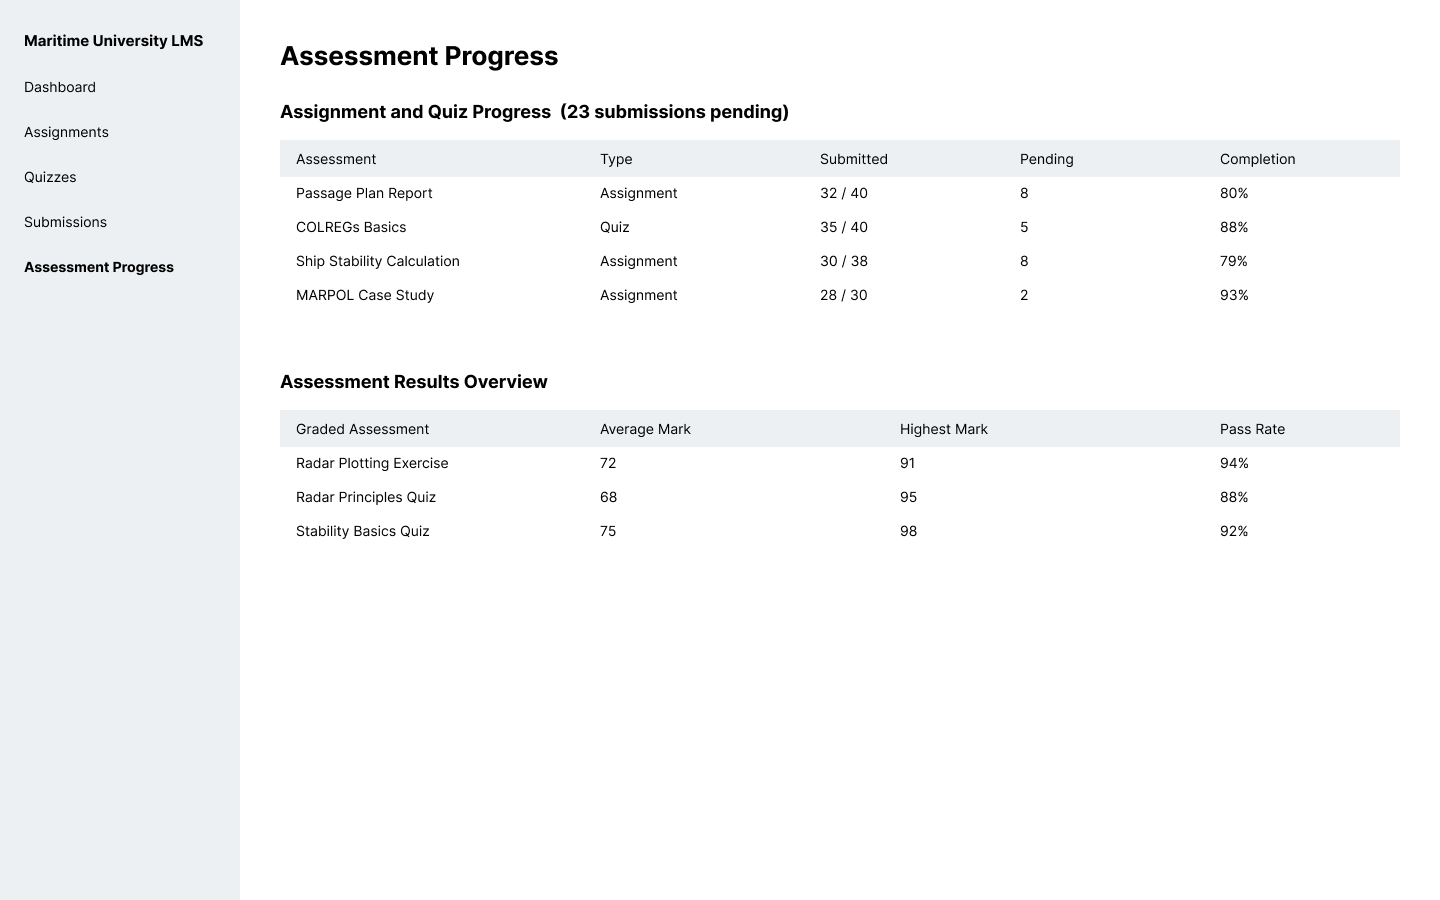 Maritime University LMS
Dashboard
Assignments
Quizzes
Submissions
Assessment Progress
Assessment Progress
Assignment and Quiz Progress (23 submissions pending)
Assessment Type Submitted Pending Completion
Passage Plan Report Assignment 32 / 40 8 80%
COLREGs Basics Quiz 35 / 40 5 88%
Ship Stability Calculation Assignment 30 / 38 8 79%
MARPOL Case Study Assignment 28 / 30 2 93%
Assessment Results Overview
Graded Assessment Average Mark Highest Mark Pass Rate
Radar Plotting Exercise 72 91 94%
Radar Principles Quiz 68 95 88%
Stability Basics Quiz 75 98 92%